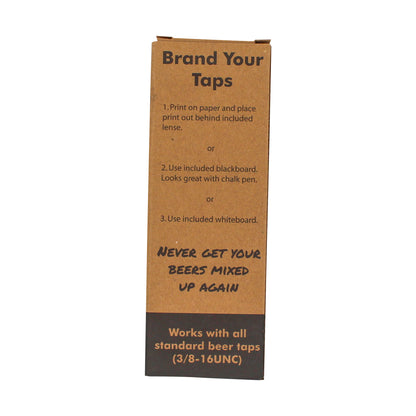 Brand Your
Taps
1. Print on paper and place
print out behind included
lense.
or
2. Use included blackboard.
Looks great with chalk pen.
or
3. Use included whiteboard.
NEVER GET YOUR
BEERS MIXED
UP AGAIN
Works with all
standard beer taps
(3/8-16UNC)